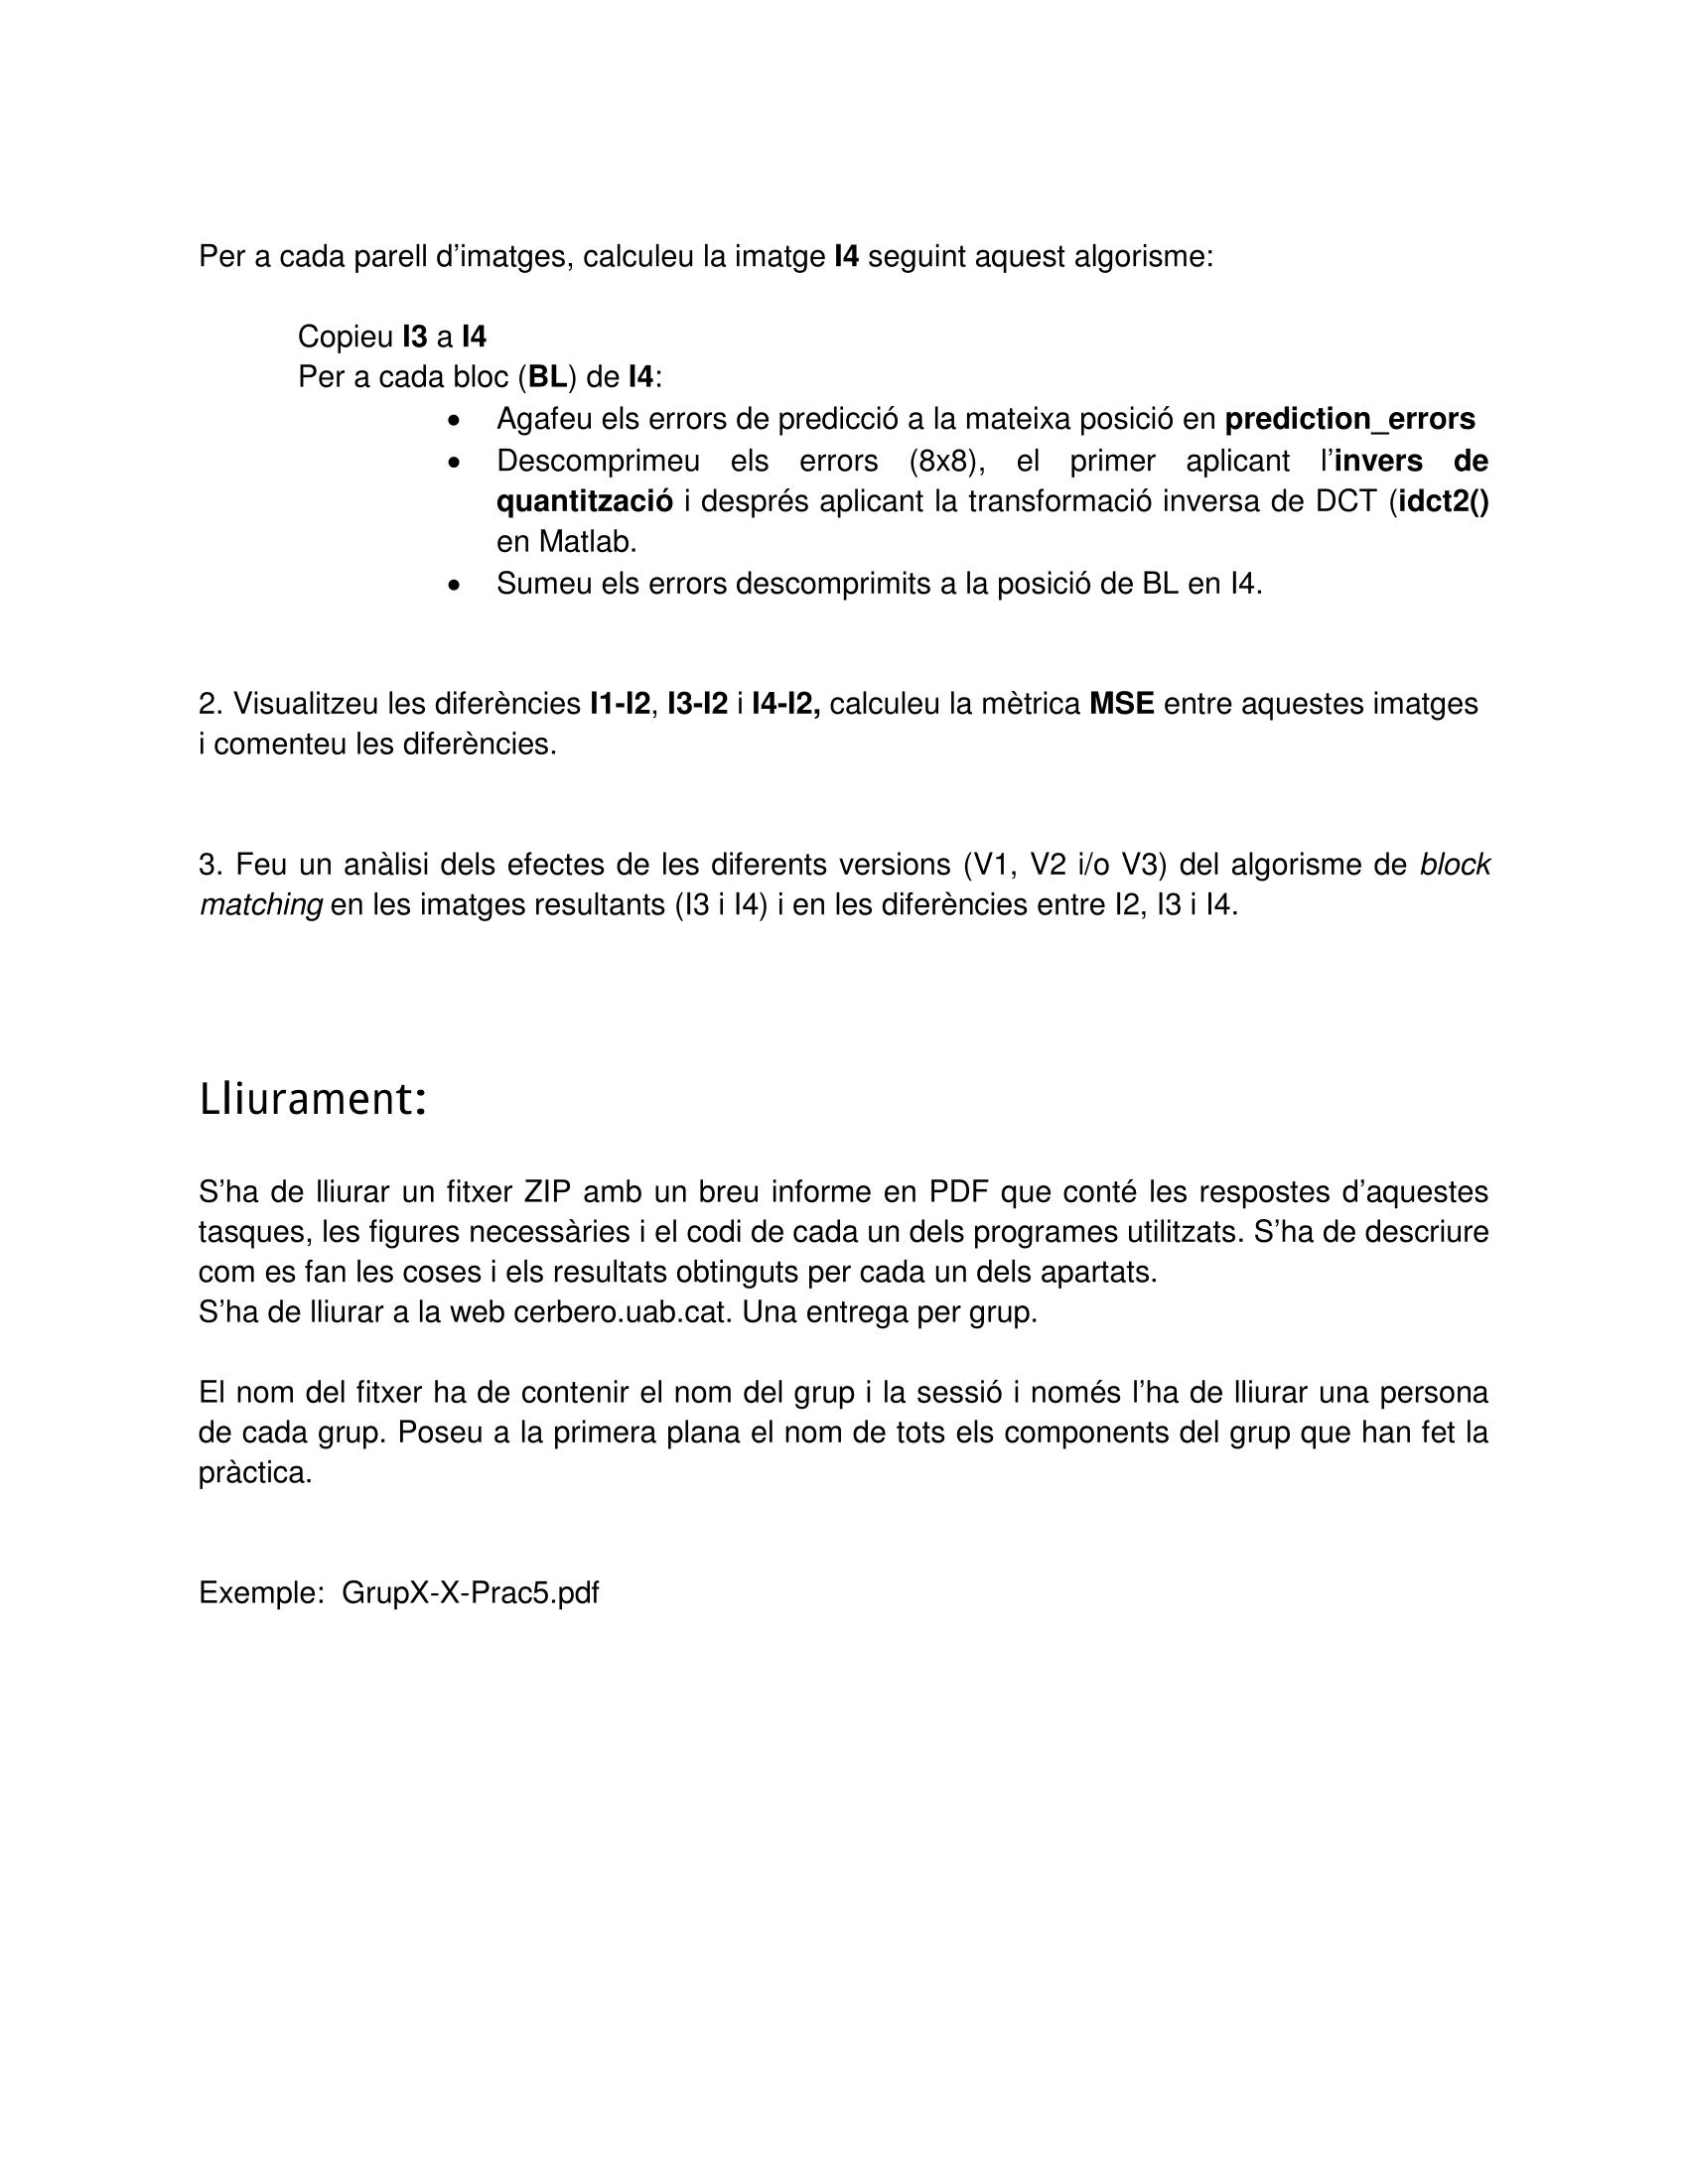 Per a cada parell d’imatges, calculeu la imatge I4 seguint aquest algorisme:
Copieu I3 a I4
Per a cada bloc (BL) de I4:
• Agafeu els errors de predicció a la mateixa posició en prediction_errors
• Descomprimeu els errors (8x8), el primer aplicant l’invers de
quantització i després aplicant la transformació inversa de DCT (idct2()
en Matlab.
• Sumeu els errors descomprimits a la posició de BL en I4.
2. Visualitzeu les diferències I1-I2, I3-I2 i I4-I2, calculeu la mètrica MSE entre aquestes imatges
i comenteu les diferències.
3. Feu un anàlisi dels efectes de les diferents versions (V1, V2 i/o V3) del algorisme de block
matching en les imatges resultants (I3 i I4) i en les diferències entre I2, I3 i I4.
Lliurament:
S’ha de lliurar un fitxer ZIP amb un breu informe en PDF que conté les respostes d’aquestes
tasques, les figures necessàries i el codi de cada un dels programes utilitzats. S’ha de descriure
com es fan les coses i els resultats obtinguts per cada un dels apartats.
S’ha de lliurar a la web cerbero.uab.cat. Una entrega per grup.
El nom del fitxer ha de contenir el nom del grup i la sessió i només l’ha de lliurar una persona
de cada grup. Poseu a la primera plana el nom de tots els components del grup que han fet la
pràctica.
Exemple: GrupX-X-Prac5.pdf